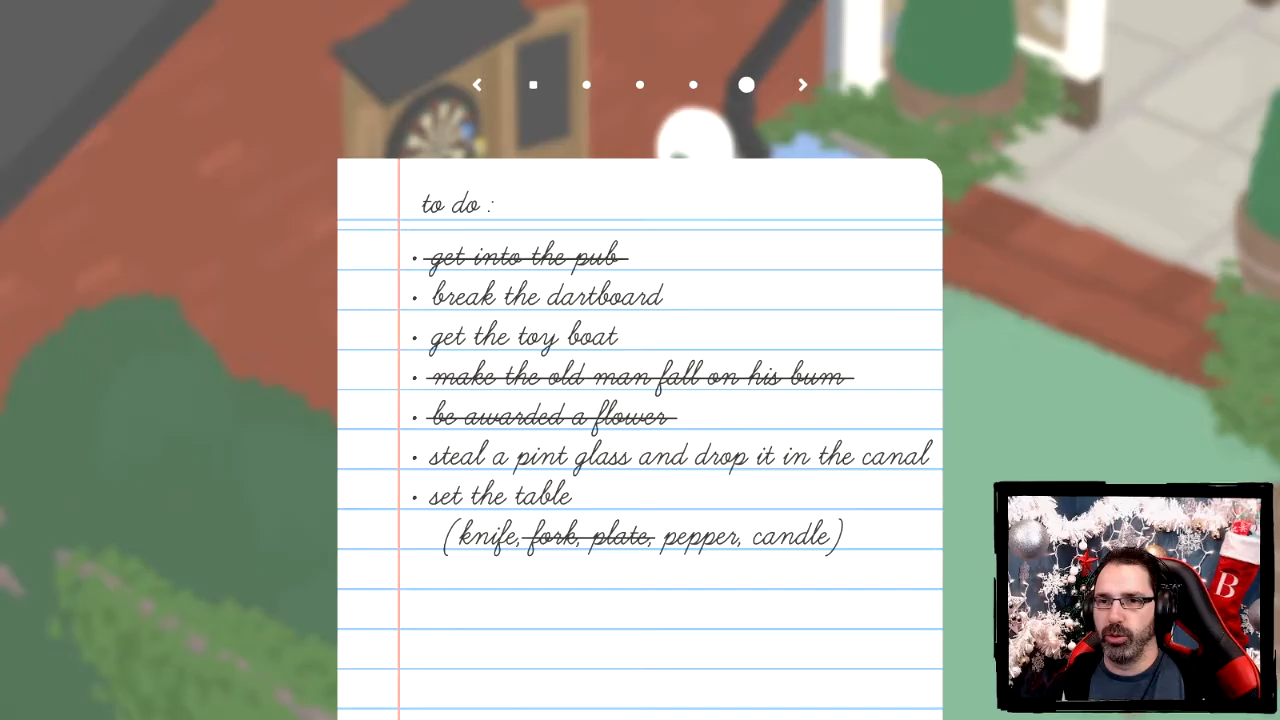 to do :
• get into the pub
• break the dartboard
• get the toy boat
• make the old man fall on his bum
• be awarded a flower
• steal a pint glass and drop it in the canal
• set the table
(knife, fork, plate, pepper, candle)
B